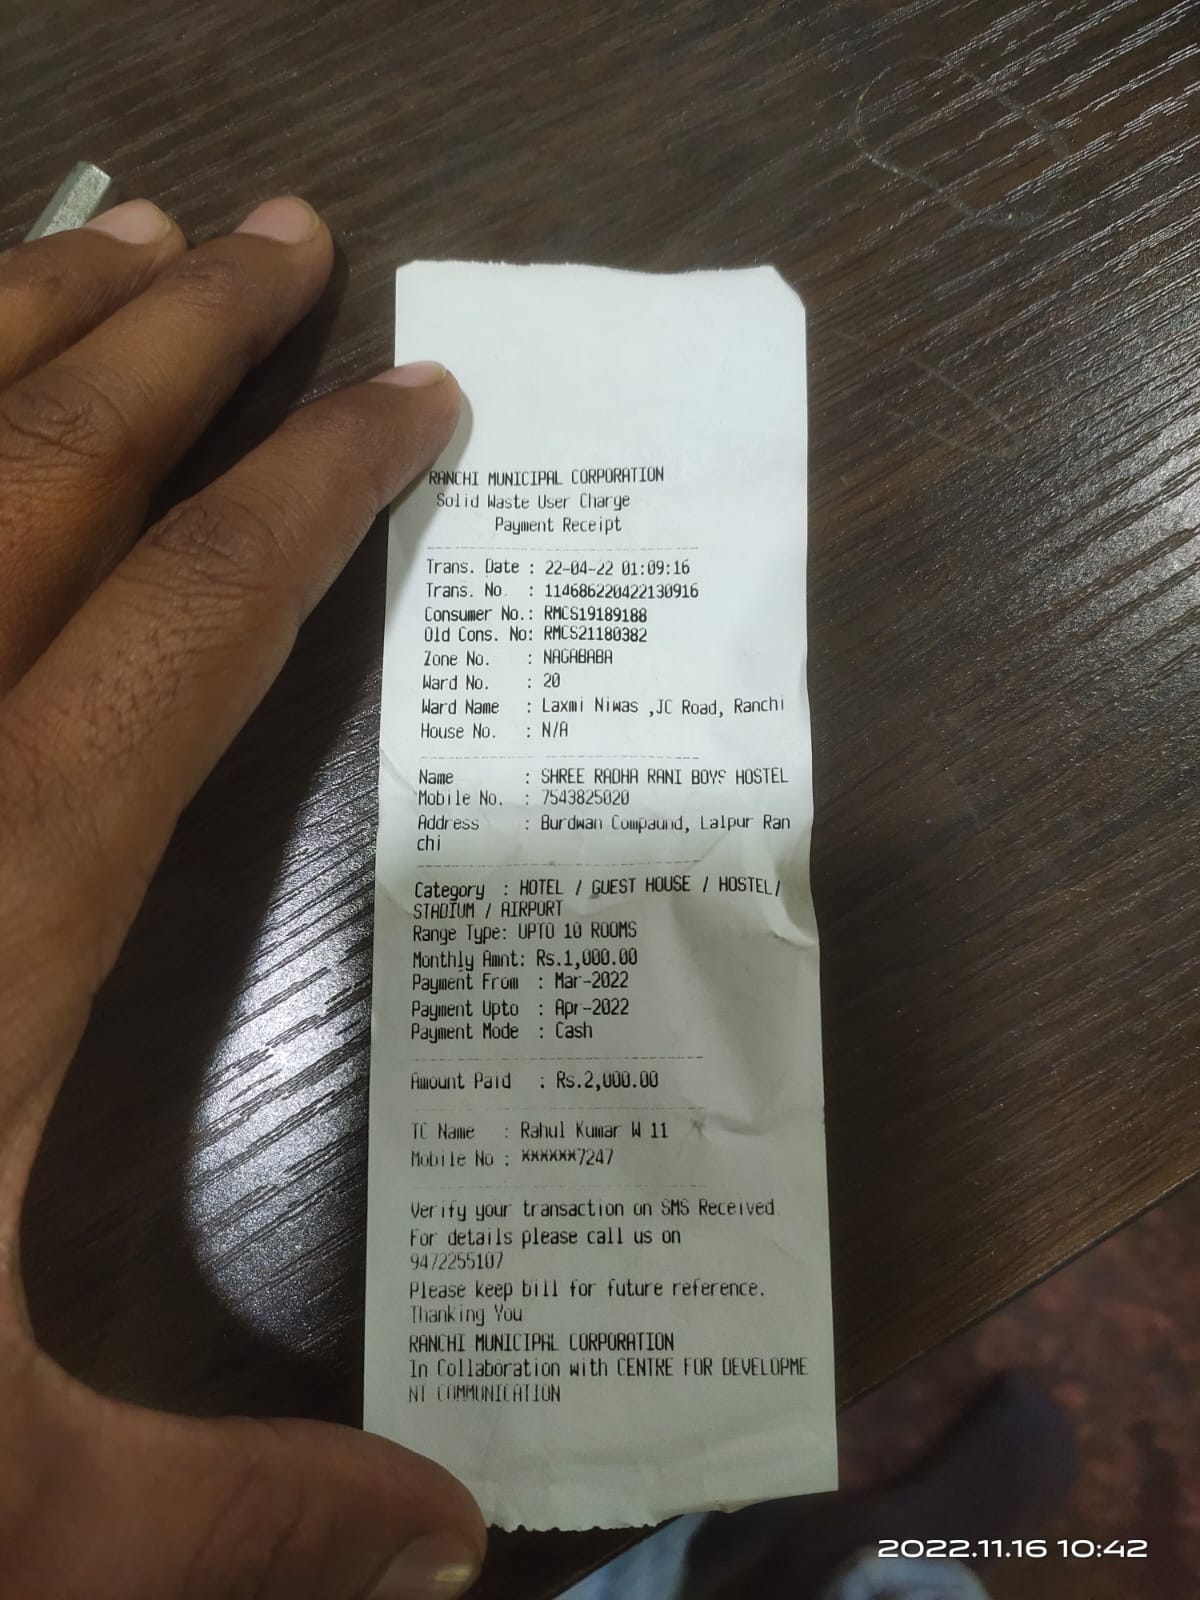 RANCHI MUNICIPAL CORPORATION
Solid Waste User Charge
Payment Receipt
Trans. Date : 22-04-22 01:09:16
Trans. No. : 114686220422130916
Consumer No.: RMCS19189188
Old Cons. No: RMCS21180382
Zone No. : NAGABABA
Ward No. : 20
Ward Name : Laxmi Niwas ,JC Road, Ranchi
House No. : N/A
Name : SHREE RADHA RANI BOYS HOSTEL
Mobile No. : 7543825020
Address : Burdwan Compaund, Lalpur Ran
chi
Category : HOTEL / GUEST HOUSE / HOSTEL/
STADIUM / AIRPORT
Range Type: UPTO 10 ROOMS
Monthly Amnt: Rs.1,000.00
Payment From : Mar-2022
Payment Upto : Apr-2022
Payment Mode : Cash
Amount Paid : Rs.2,000.00
TC Name : Rahul Kumar W 11
Mobile No : ******7247
Verify your transaction on SMS Received.
For details please call us on
9472255107
Please keep bill for future reference.
Thanking You
RANCHI MUNICIPAL CORPORATION
In Collaboration with CENTRE FOR DEVELOPME
NT COMMUNICATION
2022.11.16 10:42